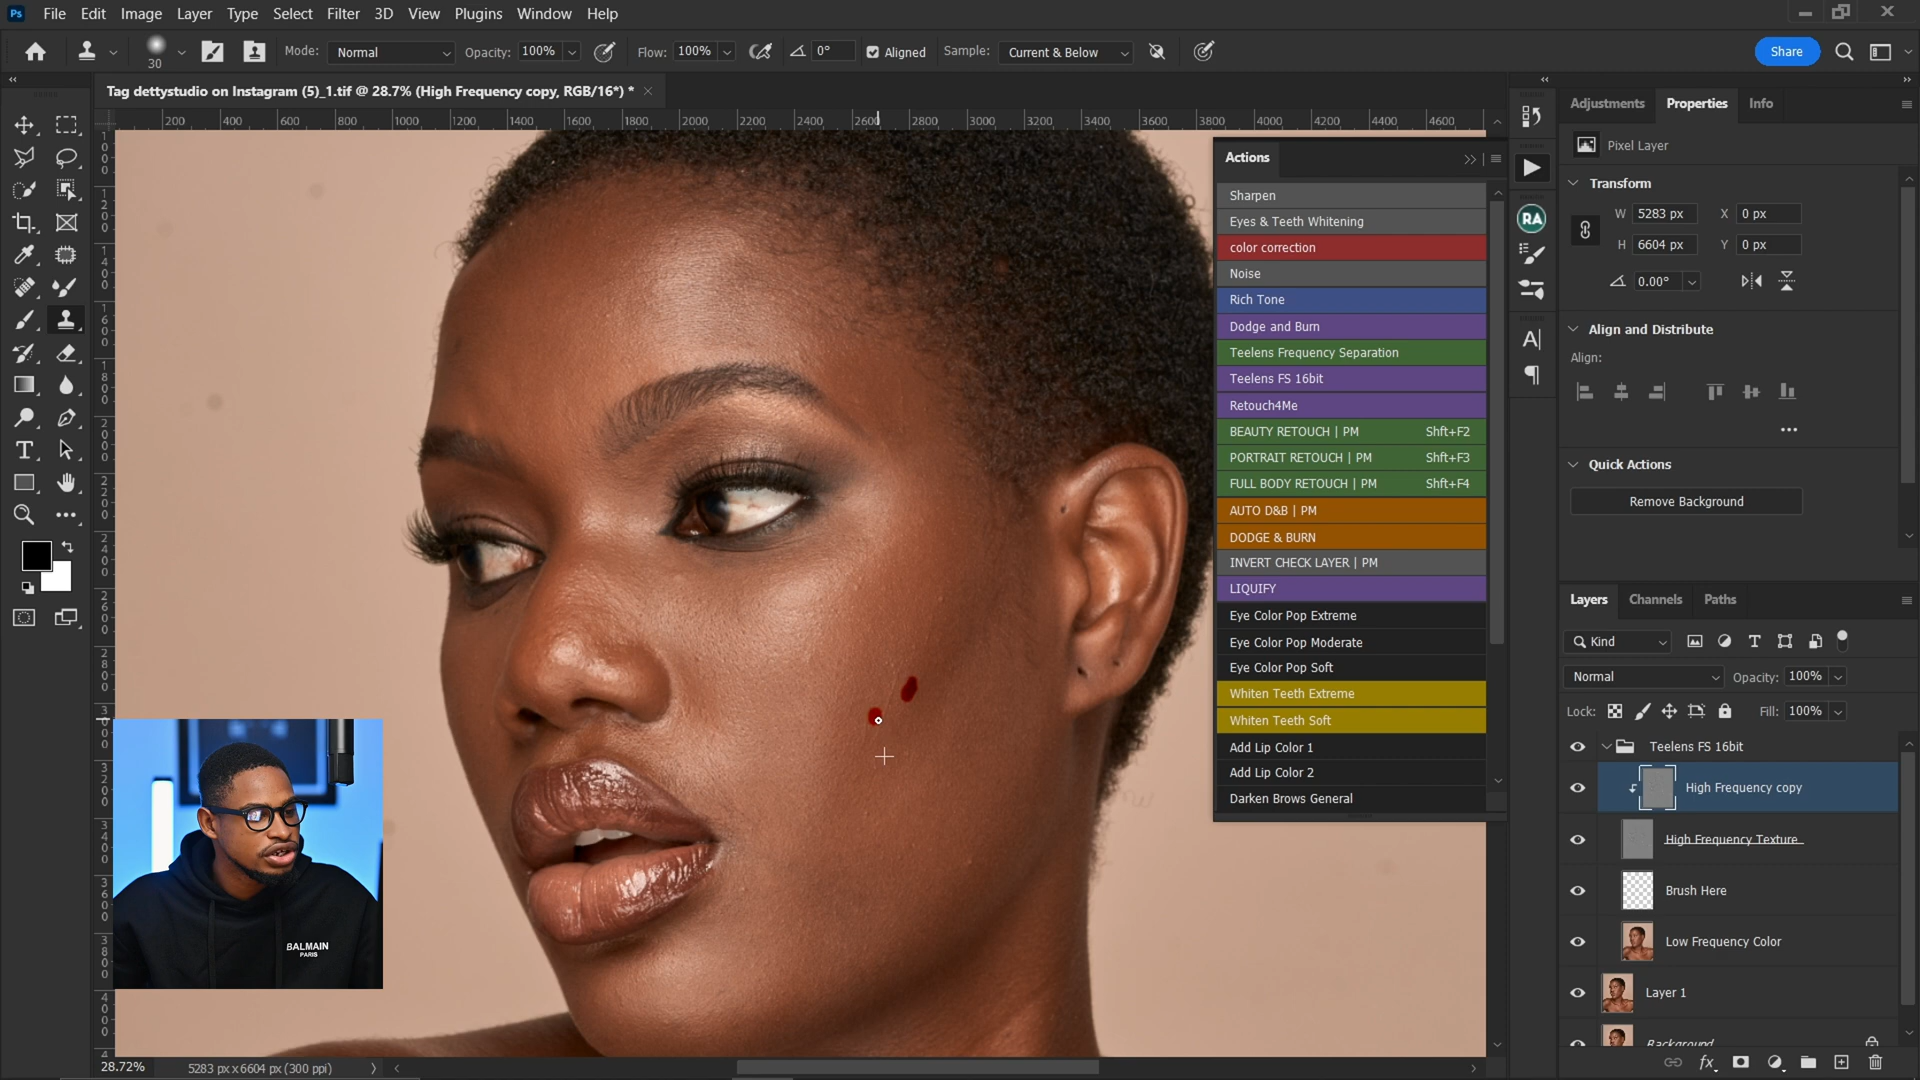 Ps File Edit Image Layer Type Select Filter 3D View Plugins Window Help
30 Mode: Normal Opacity: 100% Flow: 100% 0° Aligned Sample: Current & Below Share
Tag dettystudio on Instagram (5)_1.tif @ 28.7% (High Frequency copy, RGB/16*) *
200 400 600 800 1000 1200 1400 1600 1800 2000 2200 2400 2600 2800 3000 3200 3400 3600 3800 4000 4200 4400 4600
Actions
Sharpen
Eyes & Teeth Whitening
color correction
Noise
Rich Tone
Dodge and Burn
Teelens Frequency Separation
Teelens FS 16bit
Retouch4Me
BEAUTY RETOUCH | PM Shft+F2
PORTRAIT RETOUCH | PM Shft+F3
FULL BODY RETOUCH | PM Shft+F4
AUTO D&B | PM
DODGE & BURN
INVERT CHECK LAYER | PM
LIQUIFY
Eye Color Pop Extreme
Eye Color Pop Moderate
Eye Color Pop Soft
Whiten Teeth Extreme
Whiten Teeth Soft
Add Lip Color 1
Add Lip Color 2
Darken Brows General
RA
Adjustments Properties Info
Pixel Layer
Transform
W 5283 px X 0 px
H 6604 px Y 0 px
0.00°
Align and Distribute
Align:
Quick Actions
Remove Background
Layers Channels Paths
Kind
Normal Opacity: 100%
Lock: Fill: 100%
Teelens FS 16bit
High Frequency copy
High Frequency Texture
Brush Here
Low Frequency Color
Layer 1
Background
BALMAIN
PARIS
28.72% 5283 px x 6604 px (300 ppi)